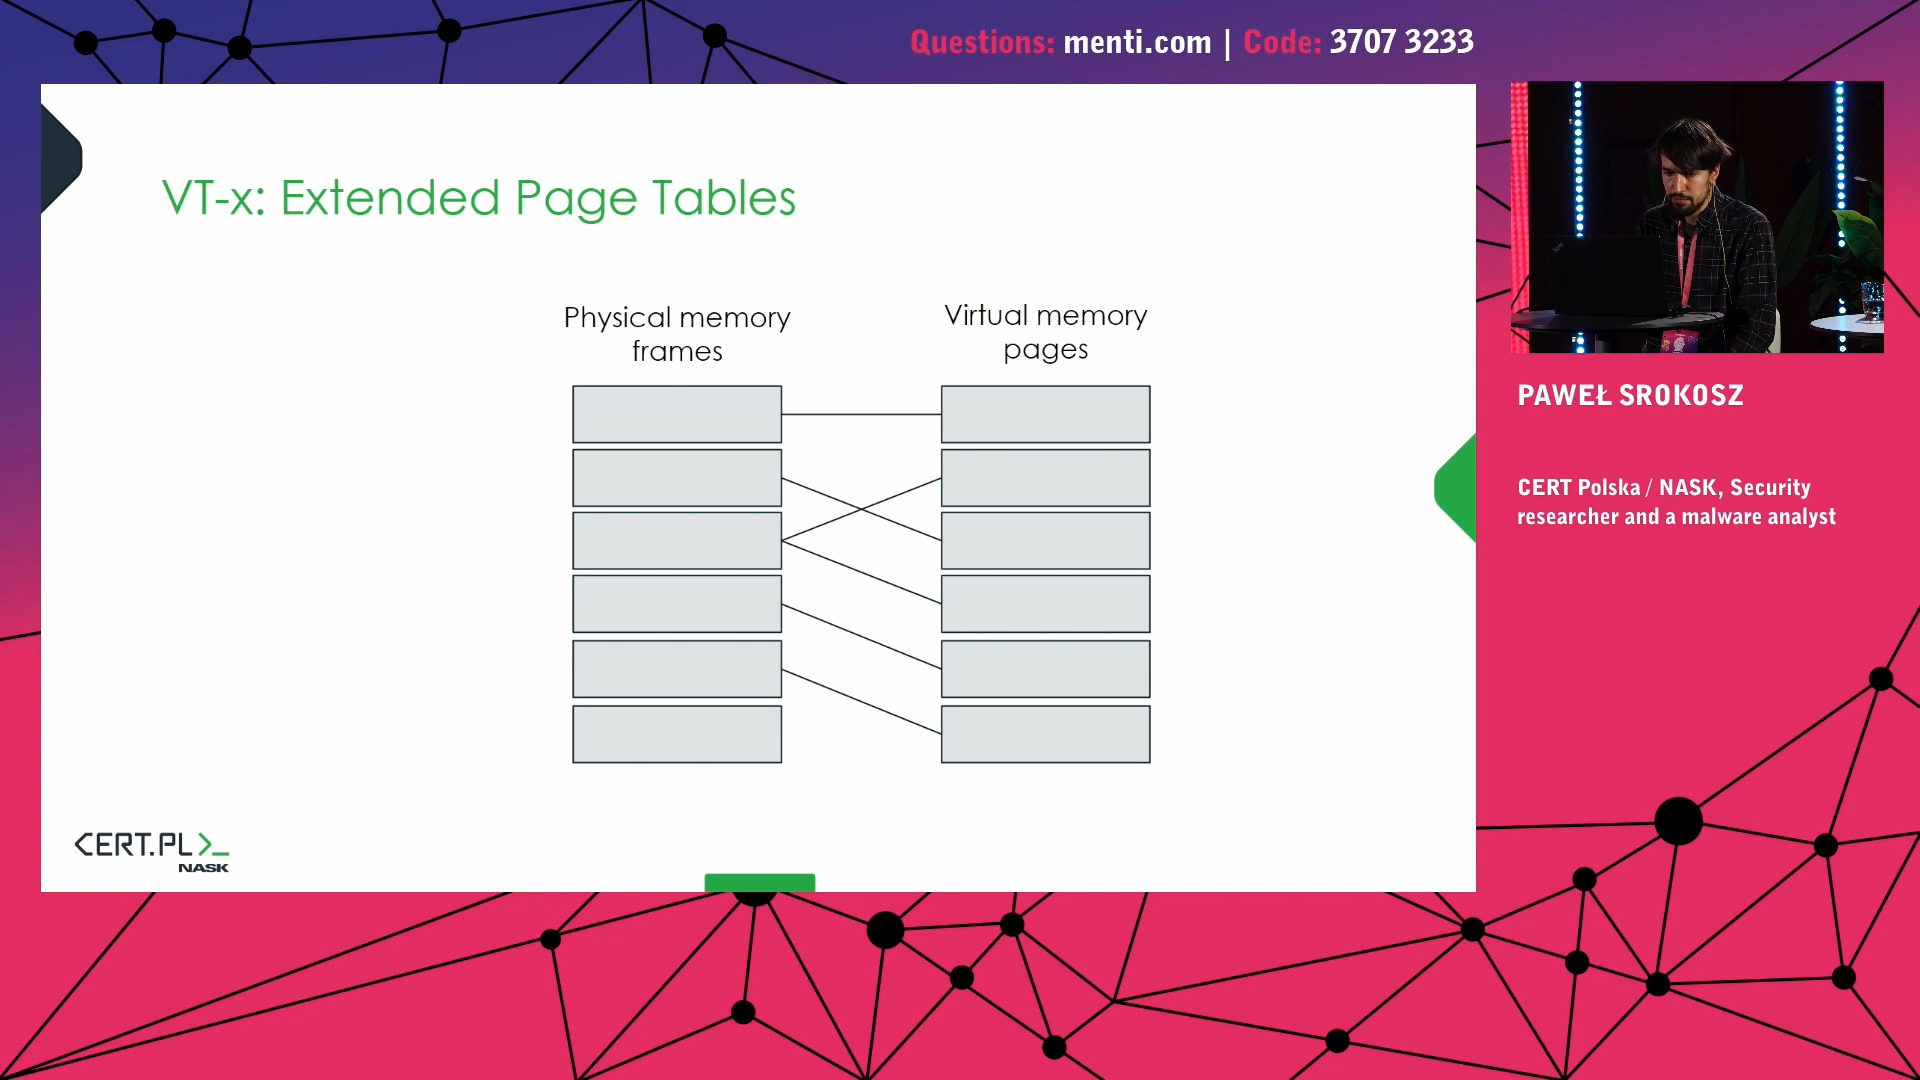 Questions: menti.com | Code: 3707 3233
VT-x: Extended Page Tables
Physical memory
frames
Virtual memory
pages
CERT.PL>_
NASK
PAWEŁ SROKOSZ
CERT Polska / NASK, Security
researcher and a malware analyst